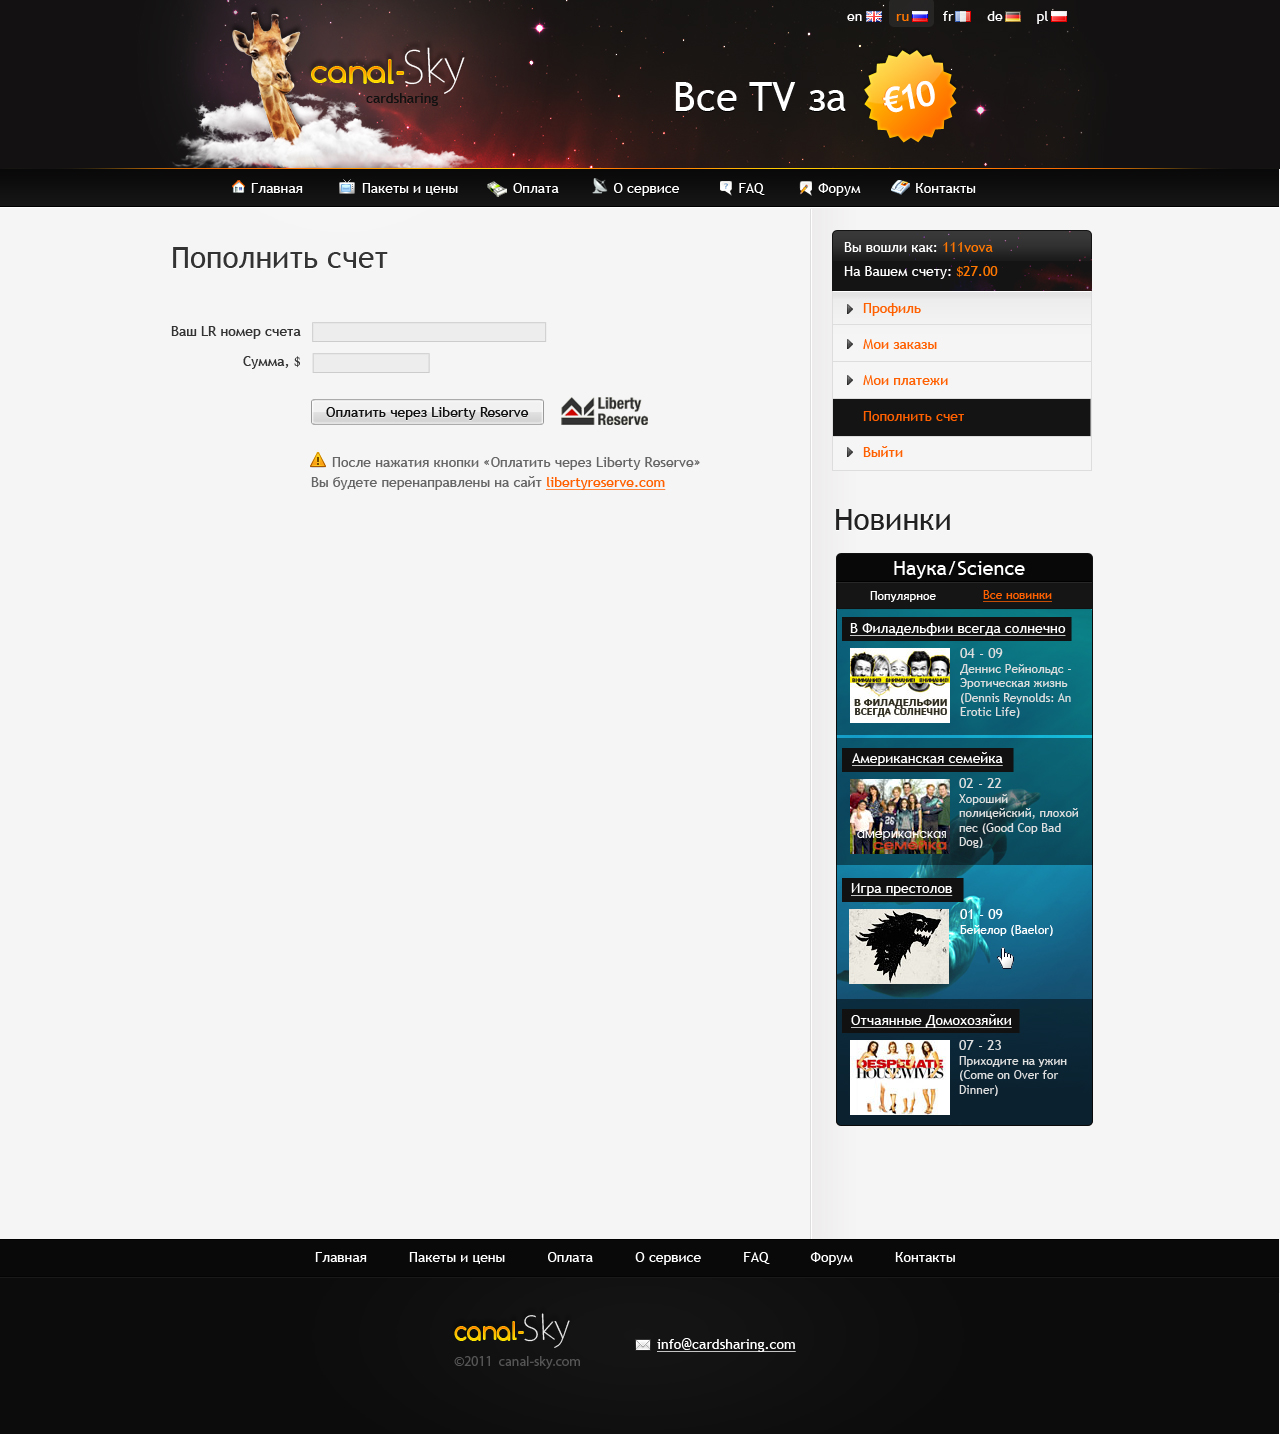 en ru fr de pl
canal-Sky
cardsharing
Все TV за €10
Главная Пакеты и цены Оплата О сервисе FAQ Форум Контакты
Пополнить счет
Ваш LR номер счета
Сумма, $
Оплатить через Liberty Reserve
Liberty
Reserve
После нажатия кнопки «Оплатить через Liberty Reserve»
Вы будете перенаправлены на сайт libertyreserve.com
Вы вошли как: 111vova
На Вашем счету: $27.00
Профиль
Мои заказы
Мои платежи
Пополнить счет
Выйти
Новинки
Наука/Science
Популярное Все новинки
В Филадельфии всегда солнечно
ВНИМАНИЕ! ВНИМАНИЕ! ВНИМАНИЕ!
В ФИЛАДЕЛЬФИИ
ВСЕГДА СОЛНЕЧНО
04 - 09
Деннис Рейнольдс -
Эротическая жизнь
(Dennis Reynolds: An
Erotic Life)
Американская семейка
американская
семейка
02 - 22
Хороший
полицейский, плохой
пес (Good Cop Bad
Dog)
Игра престолов
01 - 09
Бейелор (Baelor)
Отчаянные Домохозяйки
DESPERATE
HOUSEWIVES
07 - 23
Приходите на ужин
(Come on Over for
Dinner)
Главная Пакеты и цены Оплата О сервисе FAQ Форум Контакты
canal-Sky
©2011 canal-sky.com
info@cardsharing.com